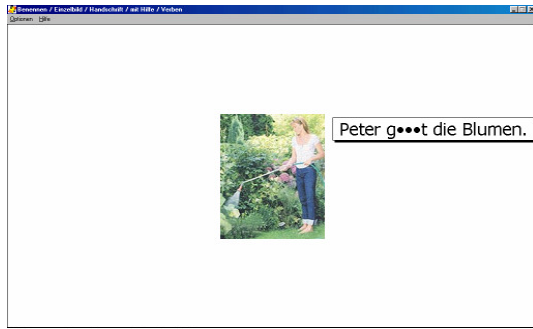 Benennen / Einzelbild / Handschrift / mit Hilfe / Verben
Optionen Hilfe
Peter g●●●t die Blumen.